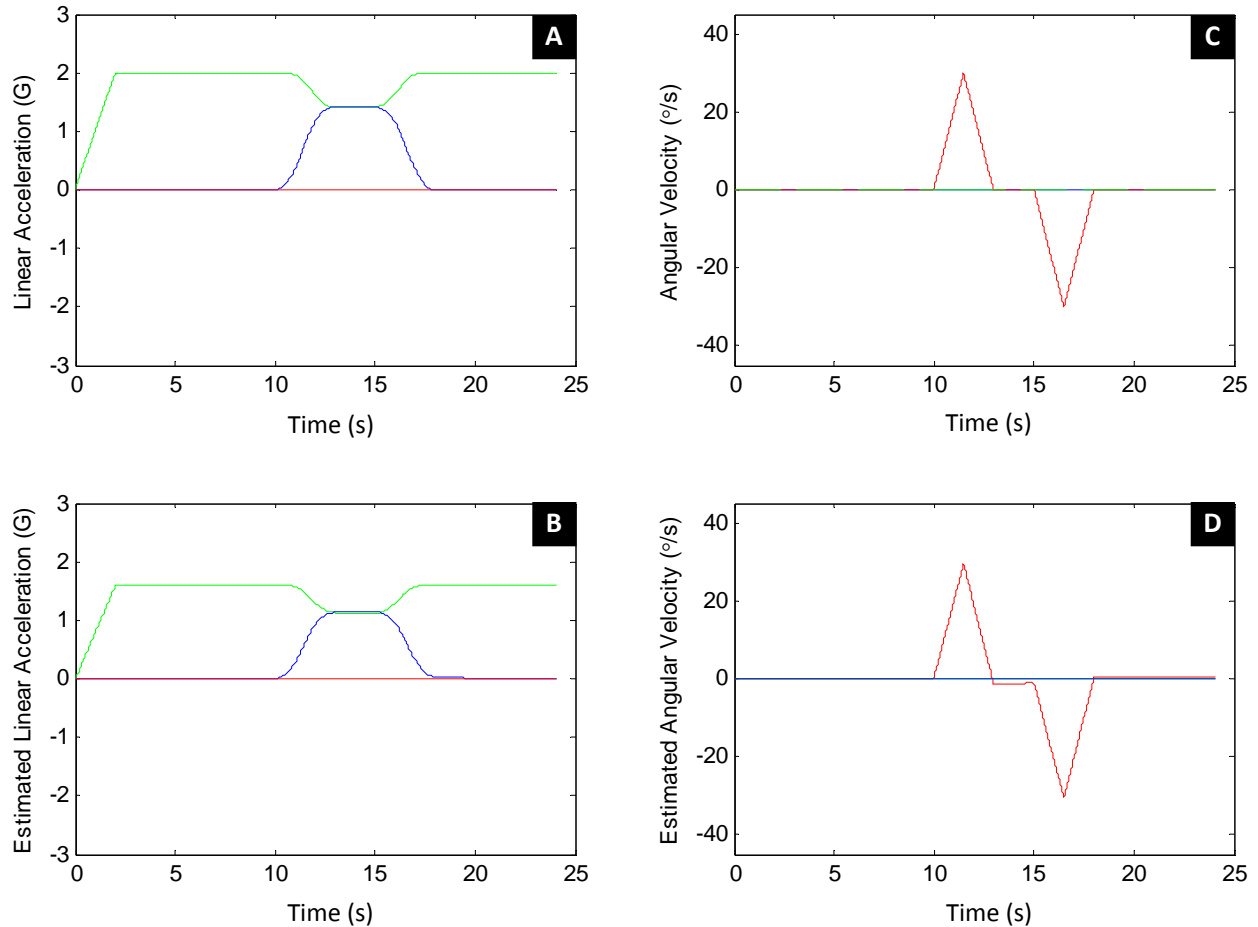 A
Linear Acceleration (G)
3
2
1
0
-1
-2
-3
0 5 10 15 20 25
Time (s)
C
Angular Velocity (°/s)
40
20
0
-20
-40
0 5 10 15 20 25
Time (s)
B
Estimated Linear Acceleration (G)
3
2
1
0
-1
-2
-3
0 5 10 15 20 25
Time (s)
D
Estimated Angular Velocity (°/s)
40
20
0
-20
-40
0 5 10 15 20 25
Time (s)